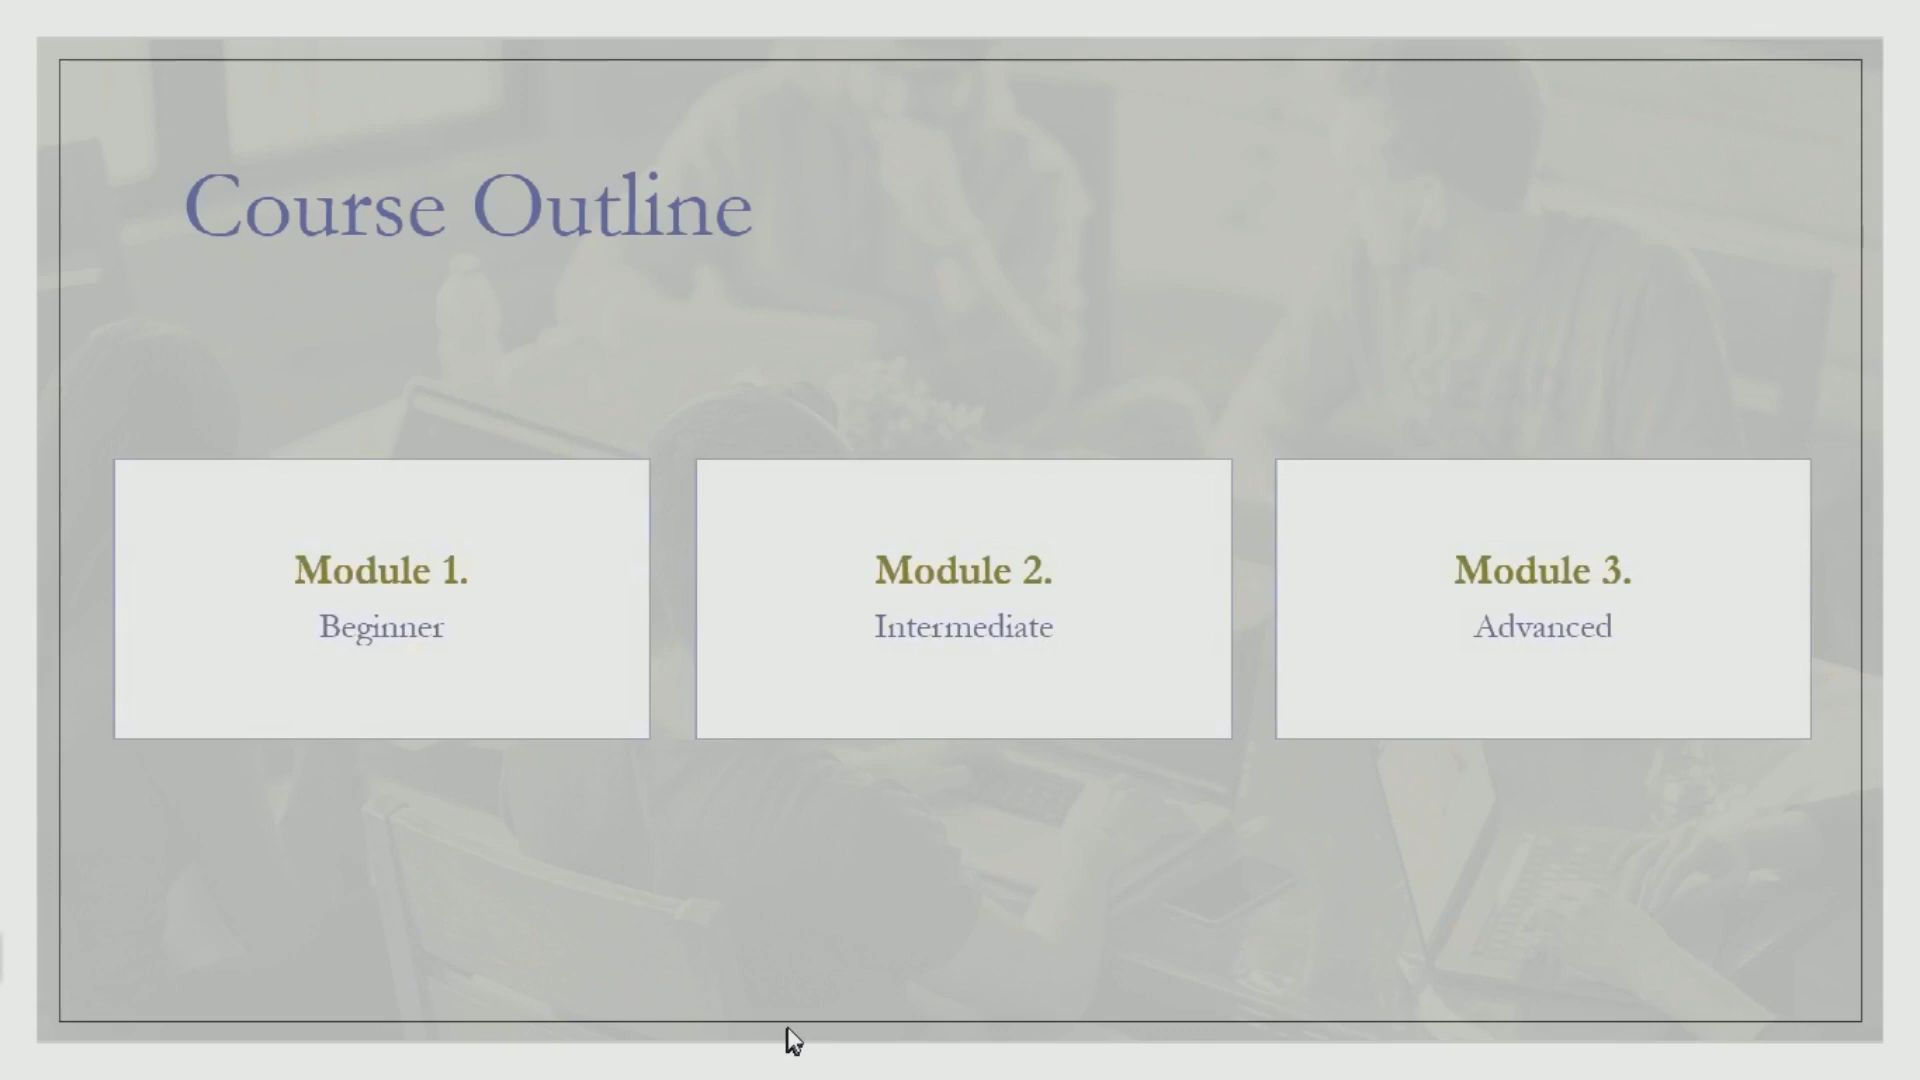 Course Outline
Module 1.
Beginner
Module 2.
Intermediate
Module 3.
Advanced